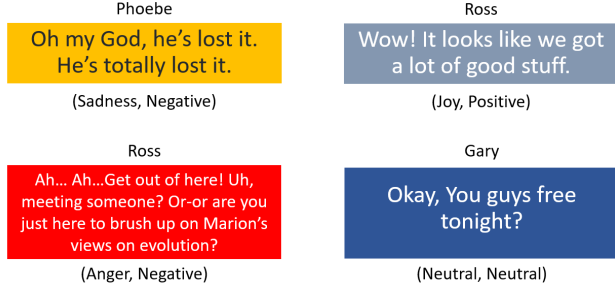 Phoebe
Oh my God, he's lost it.
He's totally lost it.
(Sadness, Negative)
Ross
Wow! It looks like we got
a lot of good stuff.
(Joy, Positive)
Ross
Ah... Ah...Get out of here! Uh,
meeting someone? Or-or are you
just here to brush up on Marion's
views on evolution?
(Anger, Negative)
Gary
Okay, You guys free
tonight?
(Neutral, Neutral)